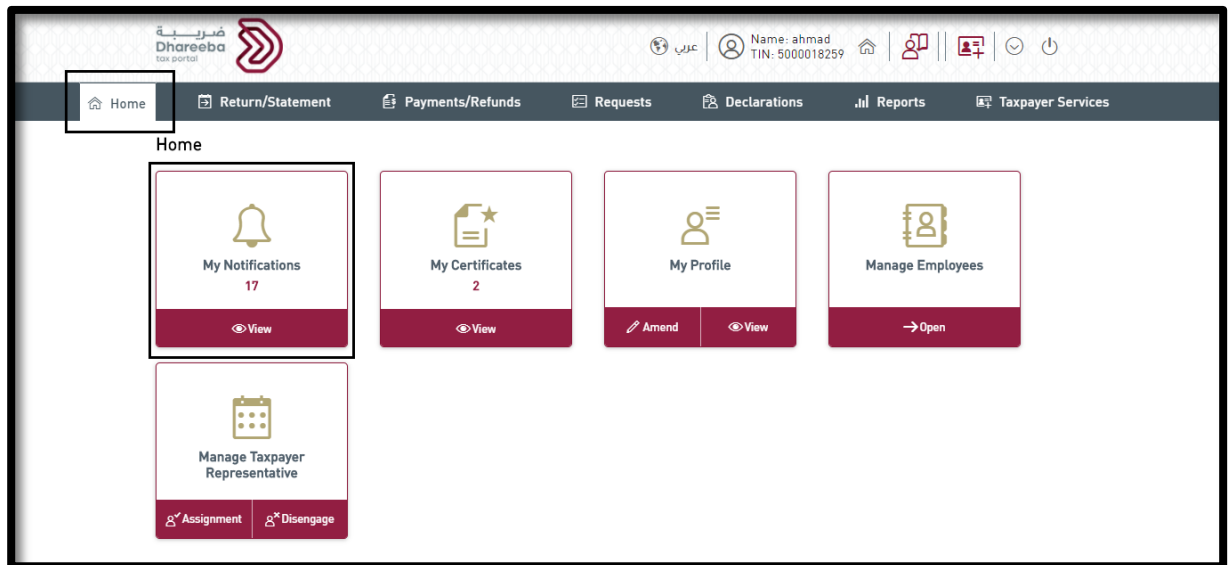 ضريبة
Dhareeba
tax portal
عربي
Name: ahmad
TIN: 5000018259
Home
Return/Statement
Payments/Refunds
Requests
Declarations
Reports
Taxpayer Services
Home
My Notifications
17
View
My Certificates
2
View
My Profile
Amend
View
Manage Employees
Open
Manage Taxpayer
Representative
Assignment
Disengage